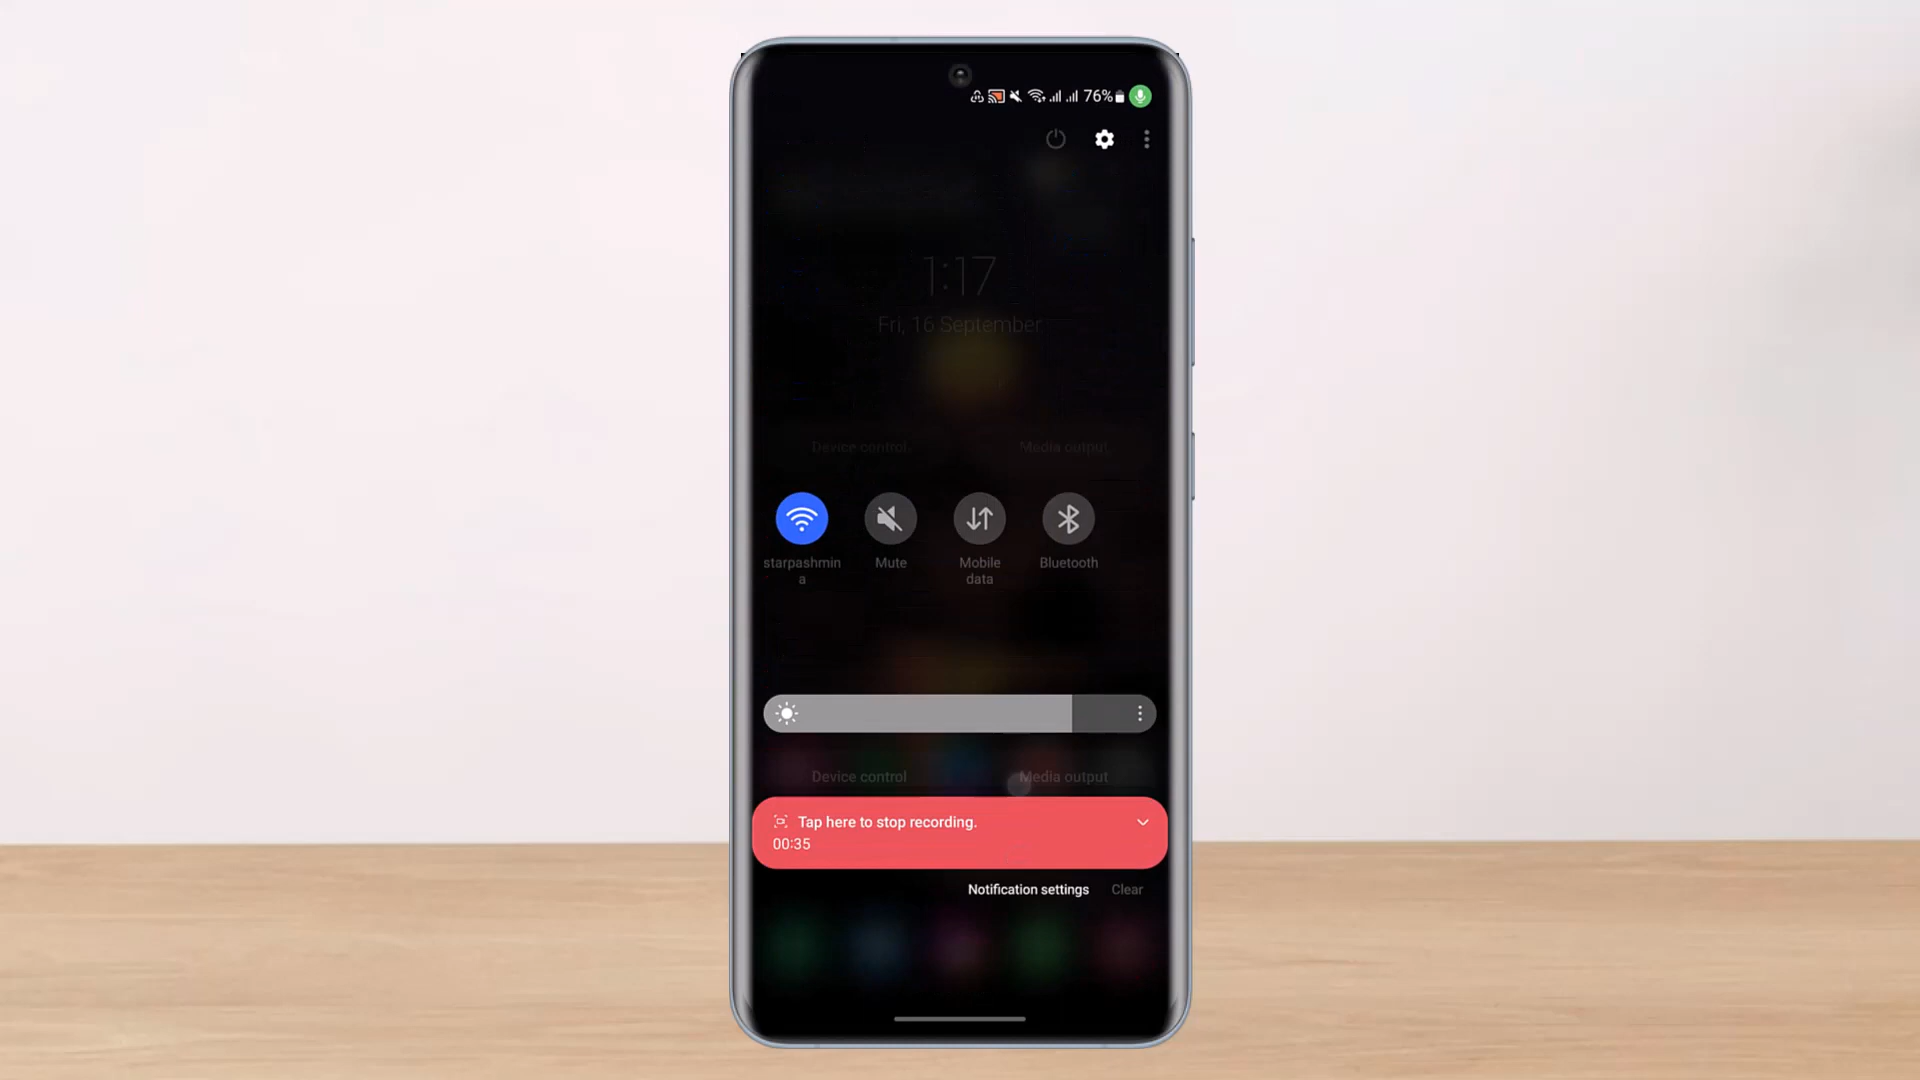 76%
1:17
Fri, 16 September
Device control
Media output
starpashmin
a
Mute
Mobile
data
Bluetooth
Device control
Media output
Tap here to stop recording.
00:35
Notification settings
Clear